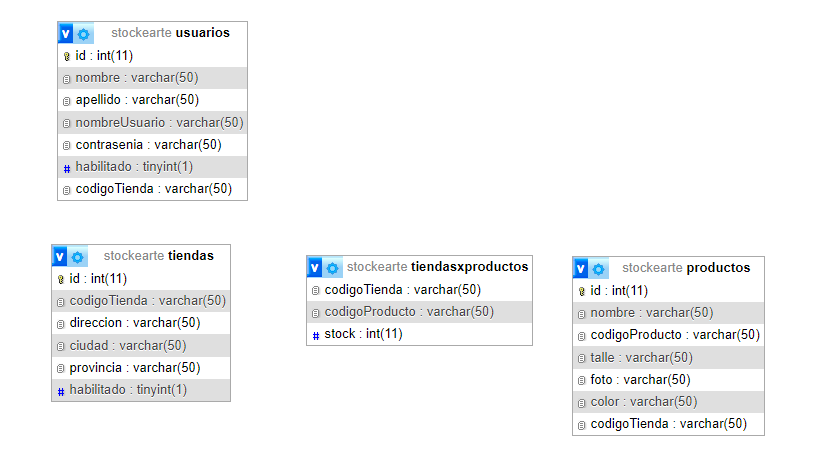 v stockearte usuarios
id : int(11)
nombre : varchar(50)
apellido : varchar(50)
nombreUsuario : varchar(50)
contrasenia : varchar(50)
# habilitado : tinyint(1)
codigoTienda : varchar(50)
v stockearte tiendas
id : int(11)
codigoTienda : varchar(50)
direccion : varchar(50)
ciudad : varchar(50)
provincia : varchar(50)
# habilitado : tinyint(1)
v stockearte tiendasxproductos
codigoTienda : varchar(50)
codigoProducto : varchar(50)
# stock : int(11)
v stockearte productos
id : int(11)
nombre : varchar(50)
codigoProducto : varchar(50)
talle : varchar(50)
foto : varchar(50)
color : varchar(50)
codigoTienda : varchar(50)